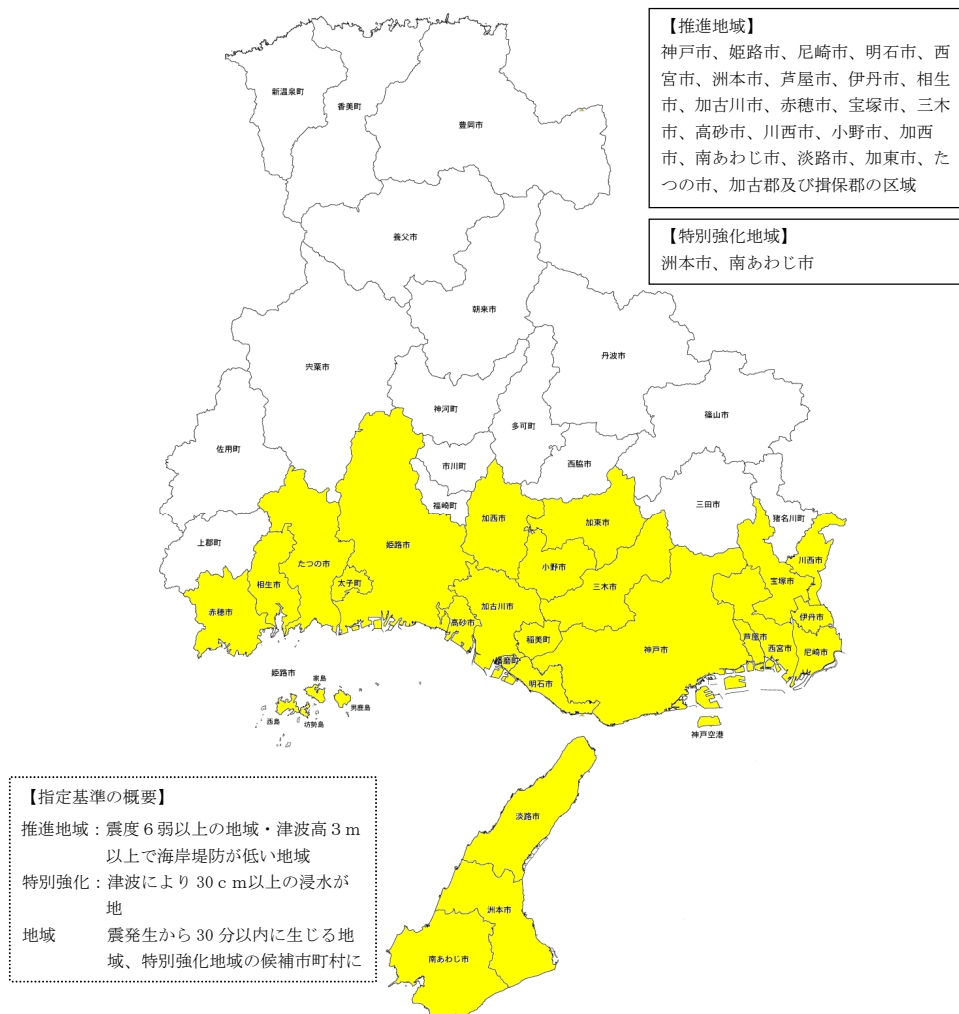 【推進地域】
神戸市、姫路市、尼崎市、明石市、西
宮市、洲本市、芦屋市、伊丹市、相生
市、加古川市、赤穂市、宝塚市、三木
市、高砂市、川西市、小野市、加西
市、南あわじ市、淡路市、加東市、た
つの市、加古郡及び揖保郡の区域
【特別強化地域】
洲本市、南あわじ市
新温泉町
香美町
豊岡市
養父市
朝来市
丹波市
宍粟市
神河町
多可町
篠山市
佐用町
市川町
西脇市
福崎町
三田市
猪名川町
上郡町
加西市
加東市
姫路市
たつの市
太子町
相生市
赤穂市
小野市
三木市
加古川市
高砂市
稲美町
播磨町
明石市
神戸市
川西市
宝塚市
伊丹市
芦屋市
西宮市
尼崎市
姫路市
家島
男鹿島
西島
坊勢島
神戸空港
淡路市
洲本市
南あわじ市
【指定基準の概要】
推進地域：震度６弱以上の地域・津波高３ｍ
以上で海岸堤防が低い地域
特別強化：津波により 30ｃｍ以上の浸水が
地
地域　　　震発生から 30 分以内に生じる地
域、特別強化地域の候補市町村に